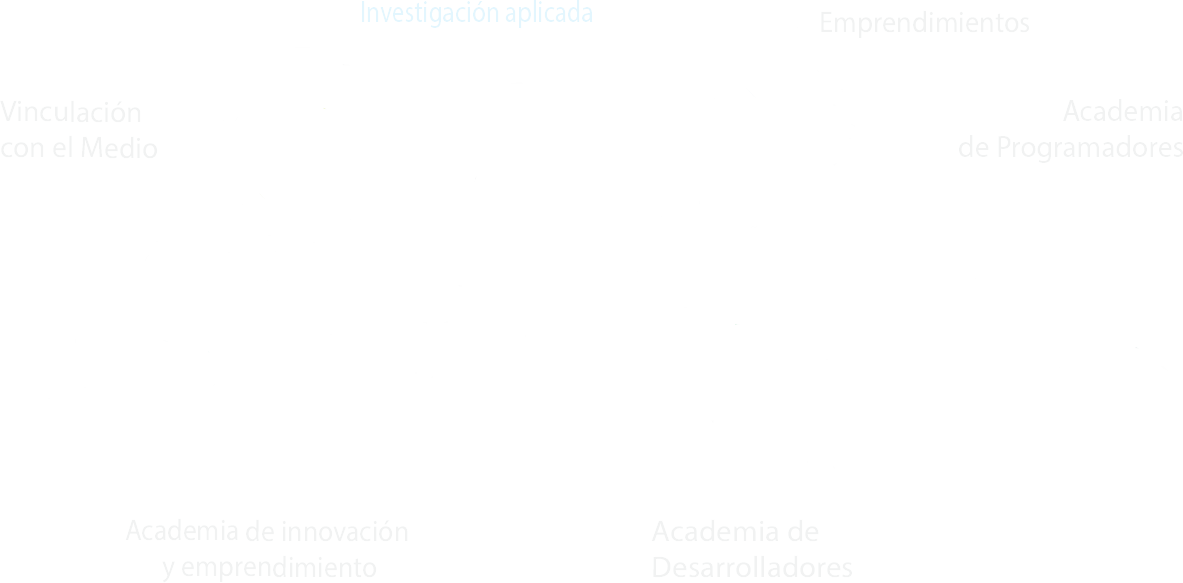 Investigación aplicada
Emprendimientos
Vinculación
con el Medio
Academia
de Programadores
Academia de innovación
y emprendimiento
Academia de
Desarrolladores